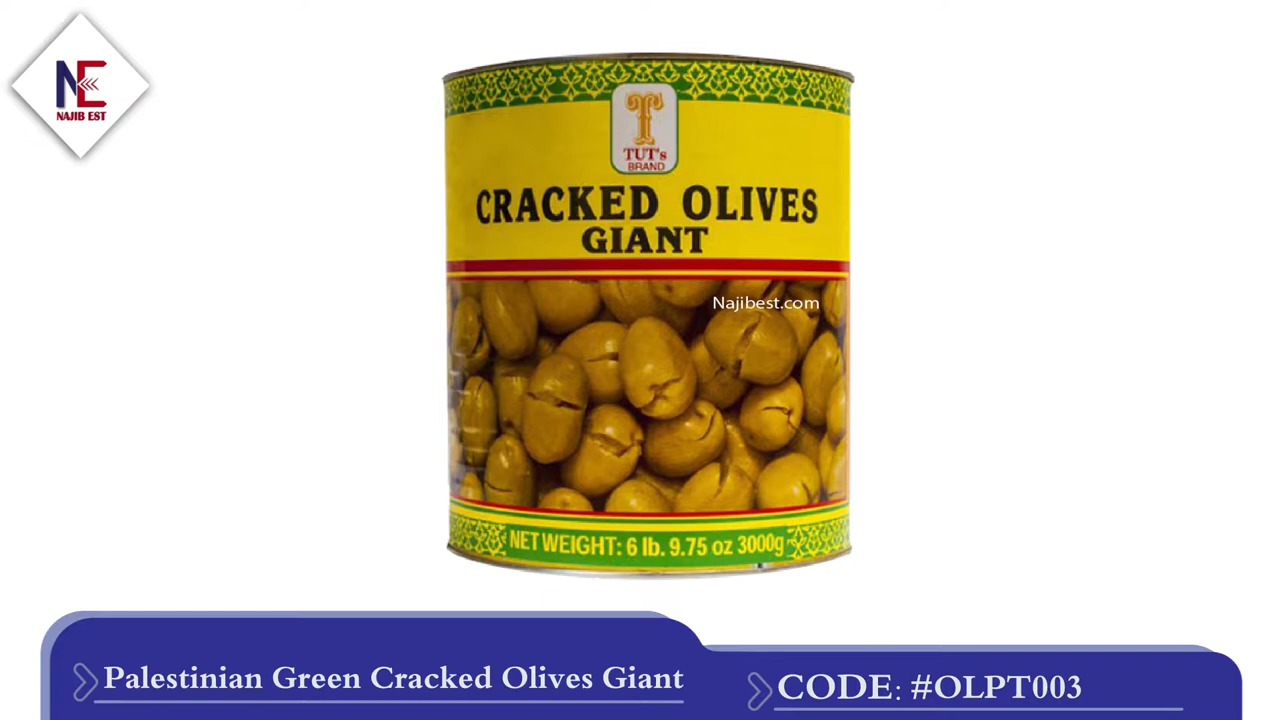 NE
NAJIB EST
T
TUT's
BRAND
CRACKED OLIVES
GIANT
Najibest.com
NET WEIGHT: 6 lb. 9.75 oz 3000g
Palestinian Green Cracked Olives Giant
CODE: #OLPT003